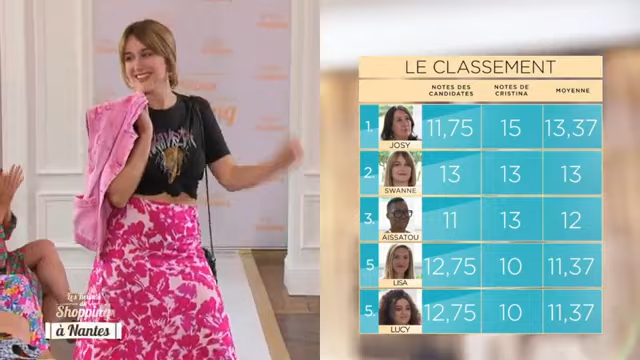 Les Reines
du
Shopping
à Nantes
LE CLASSEMENT
NOTES DES CANDIDATES NOTES DE CRISTINA MOYENNE
1. JOSY 11,75 15 13,37
2. SWANNE 13 13 13
3. AISSATOU 11 13 12
5 LISA 12,75 10 11,37
5. LUCY 12,75 10 11,37